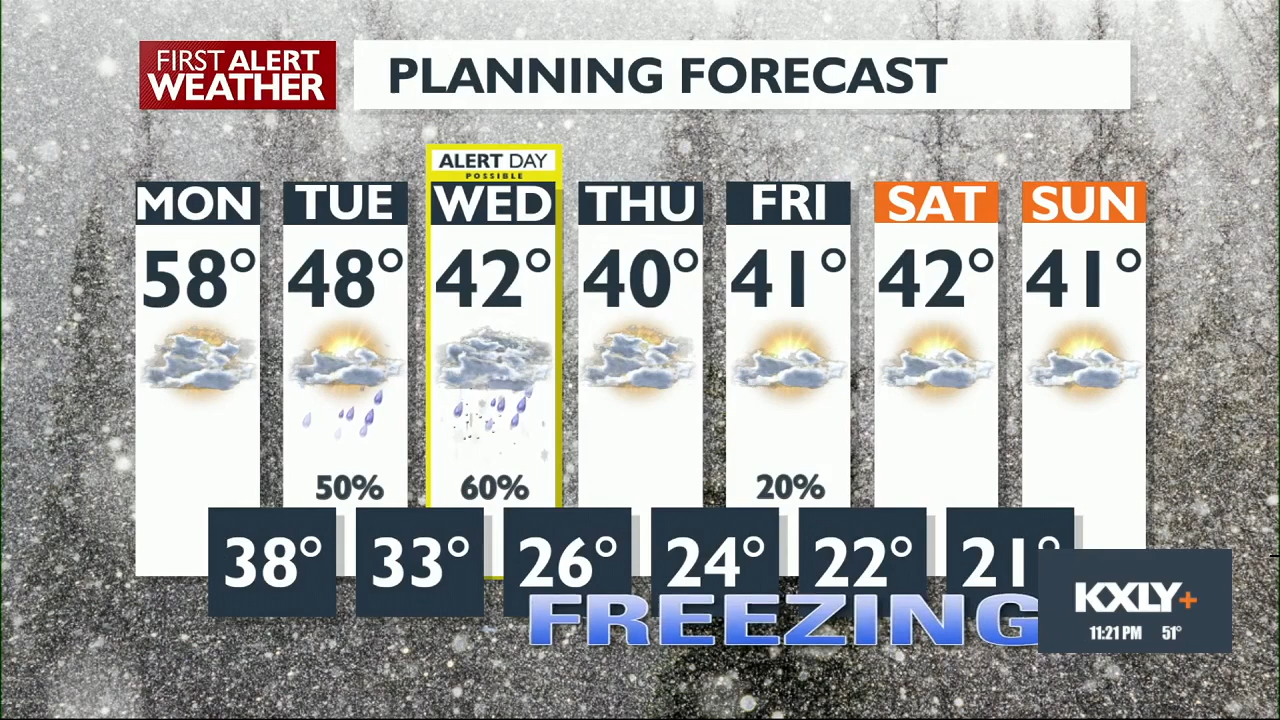 FIRST ALERT
WEATHER
PLANNING FORECAST
ALERT DAY
POSSIBLE
MON TUE WED THU FRI SAT SUN
58° 48° 42° 40° 41° 42° 41°
50% 60% 20%
38° 33° 26° 24° 22° 21°
FREEZING
KXLY+
11:21 PM 51°